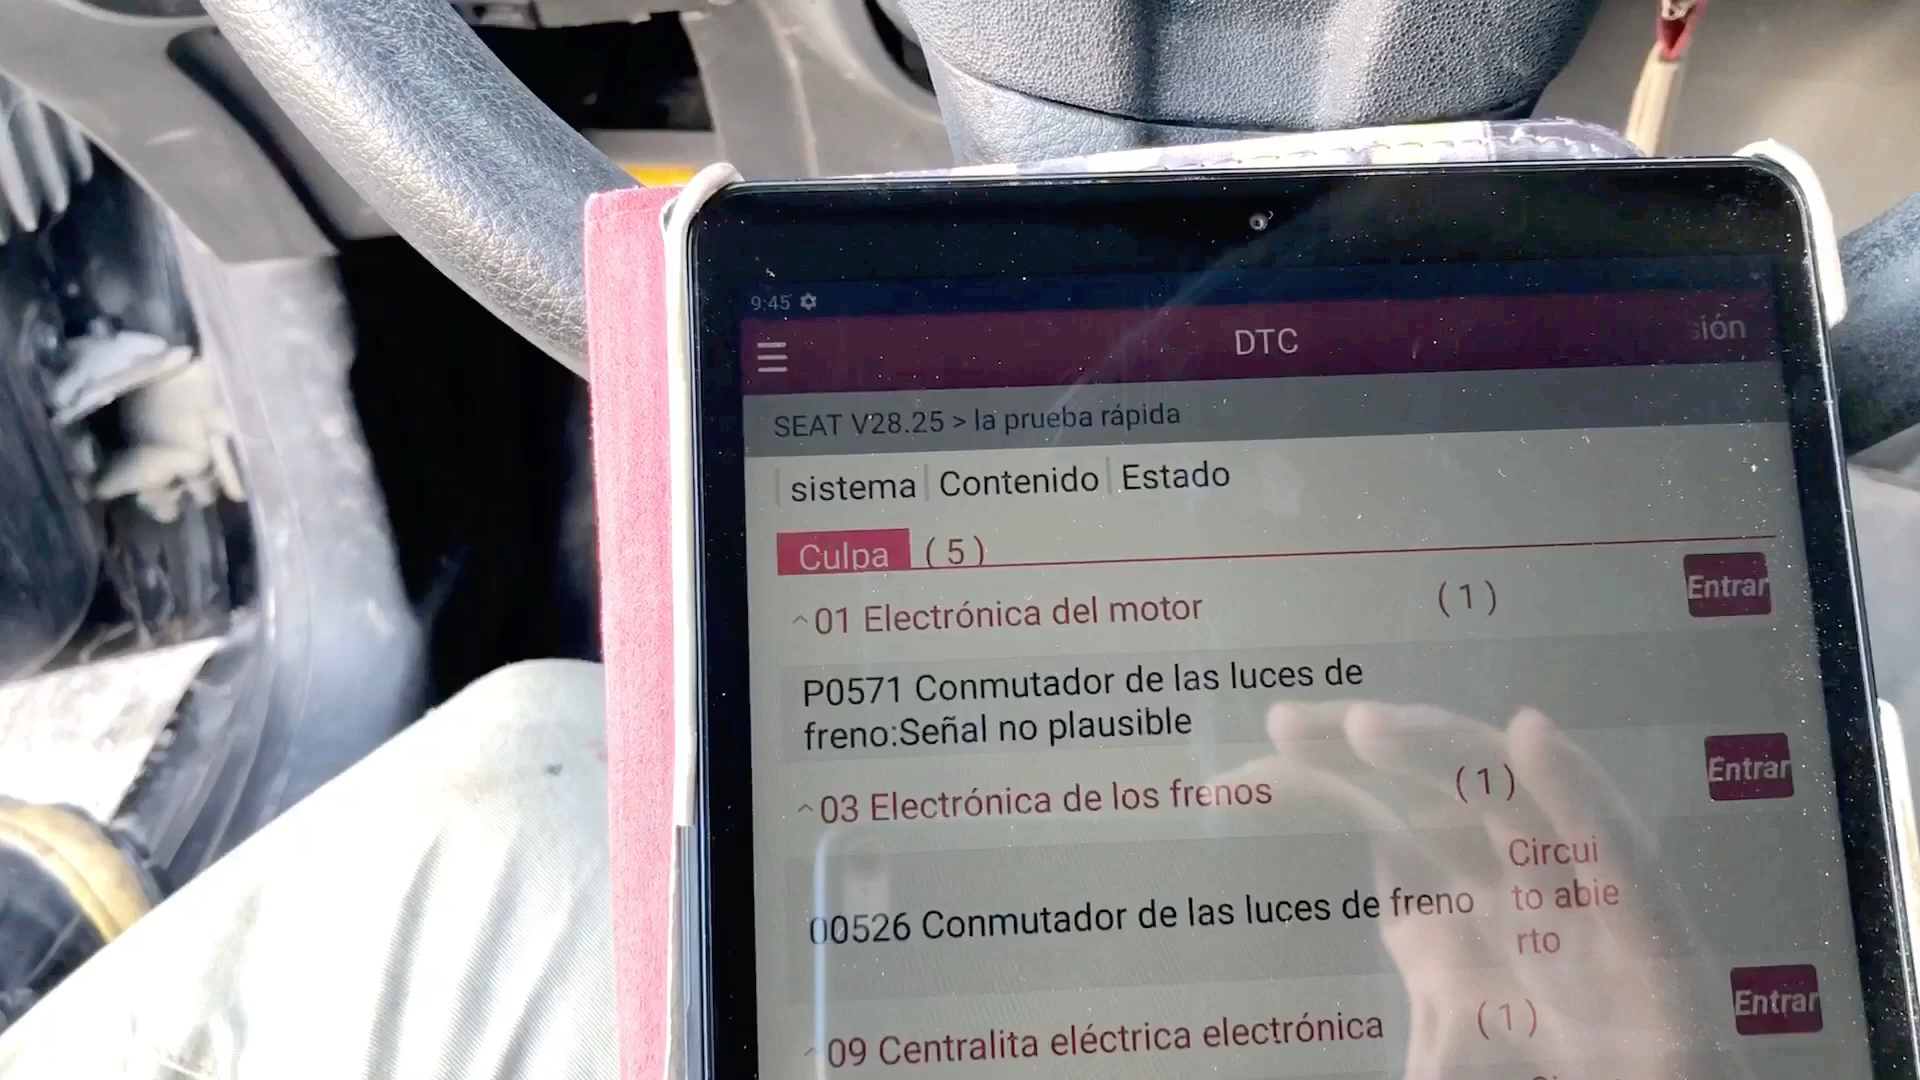 9:45
DTC
sión
SEAT V28.25 > la prueba rápida
sistema Contenido Estado
Culpa (5)
^01 Electrónica del motor (1) Entrar
P0571 Conmutador de las luces de
freno:Señal no plausible
^03 Electrónica de los frenos (1) Entrar
00526 Conmutador de las luces de freno
Circui
to abie
rto
^09 Centralita eléctrica electrónica (1) Entrar